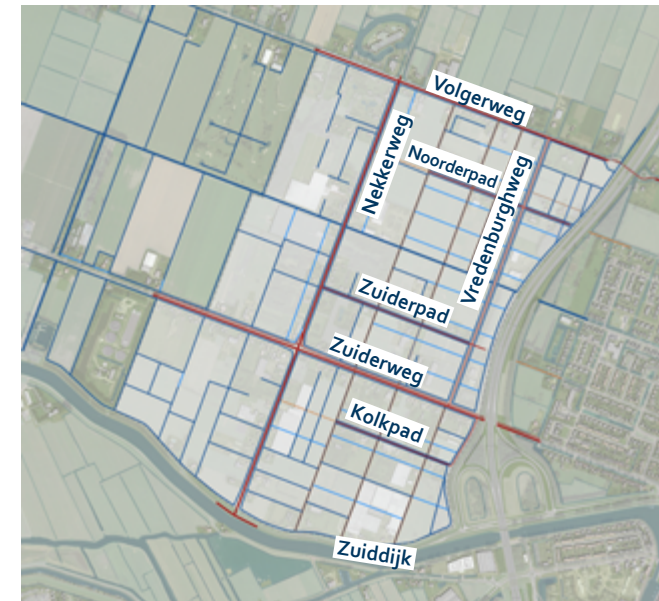 Volgerweg
Nekkerweg
Noorderpad
Vredenburghweg
Zuiderpad
Zuiderweg
Kolkpad
Zuiddijk